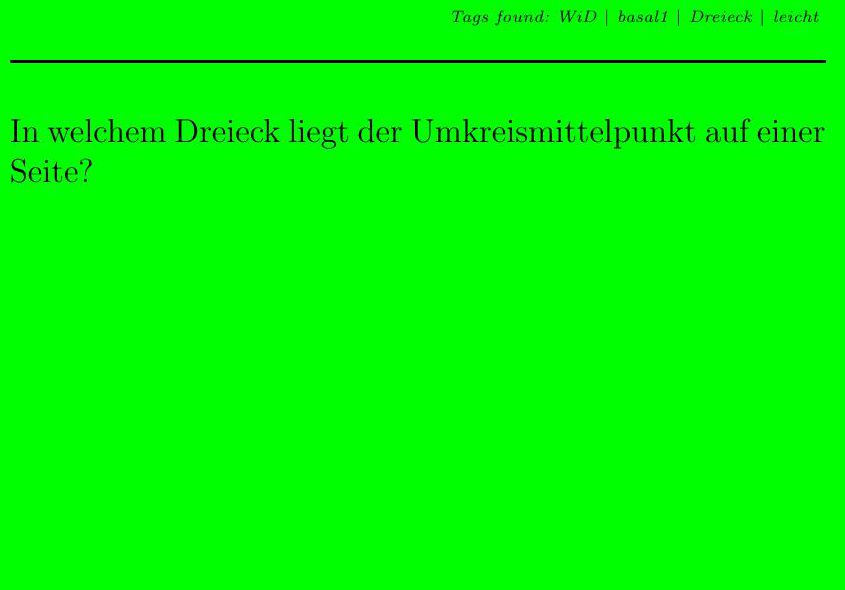 Tags found: WiD | basal1 | Dreieck | leicht
In welchem Dreieck liegt der Umkreismittelpunkt auf einer
Seite?